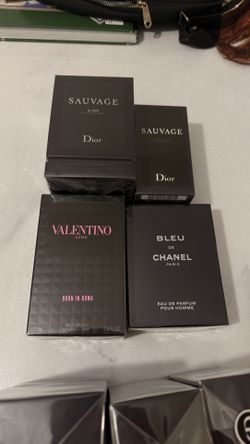 SAUVAGE
ELIXIR
Dior
SAUVAGE
Dior
VALENTINO
UOMO
BORN IN ROMA
BLEU
DE
CHANEL
PARIS
EAU DE PARFUM
POUR HOMME